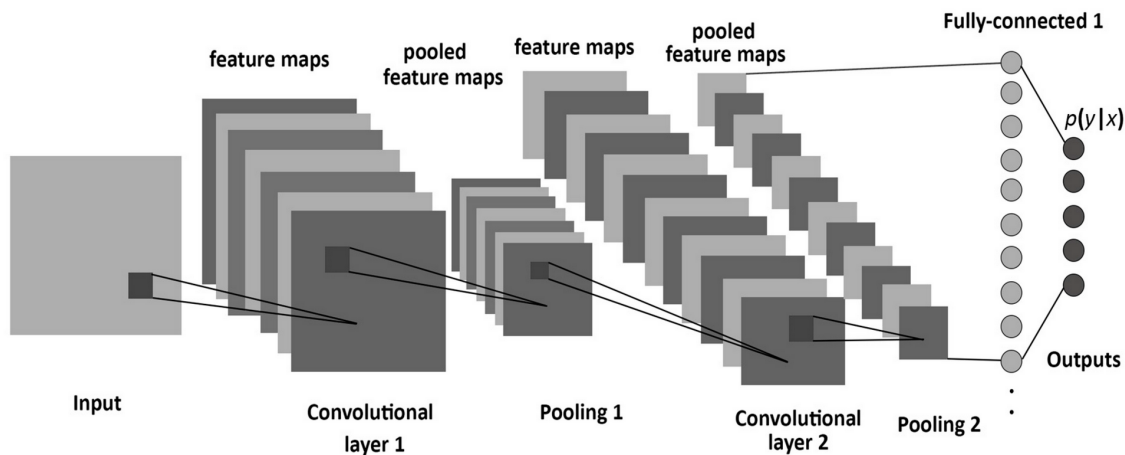 Fully-connected 1
feature maps
pooled
feature maps
feature maps
pooled
feature maps
p(y|x)
Input
Convolutional
layer 1
Pooling 1
Convolutional
layer 2
Pooling 2
Outputs